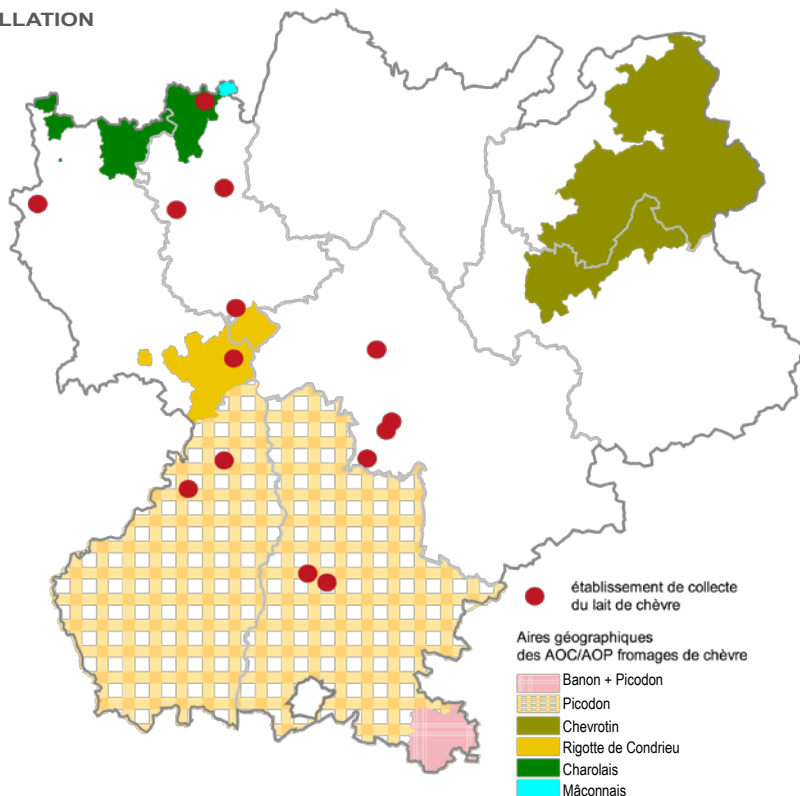 LLATION
établissement de collecte
du lait de chèvre
Aires géographiques
des AOC/AOP fromages de chèvre
Banon + Picodon
Picodon
Chevrotin
Rigotte de Condrieu
Charolais
Mâconnais